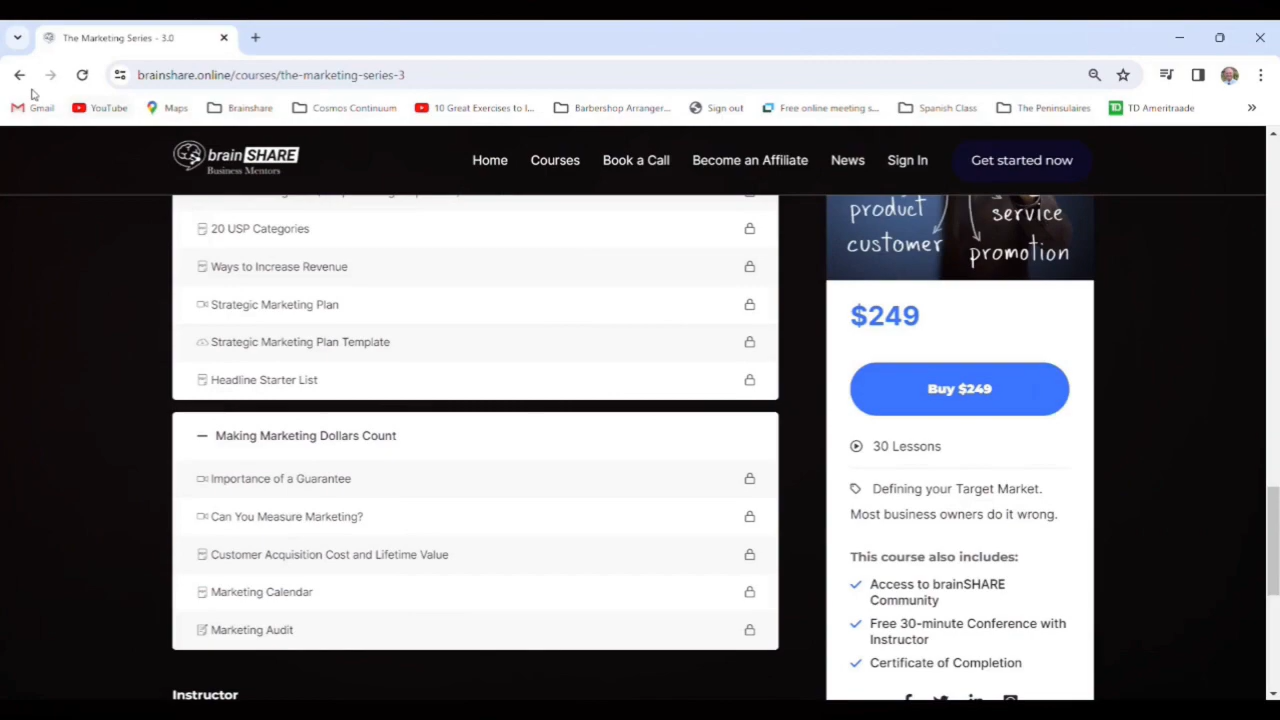 The Marketing Series - 3.0
brainshare.online/courses/the-marketing-series-3
Gmail YouTube Maps Brainshare Cosmos Continuum 10 Great Exercises to I... Barbershop Arranger... Sign out Free online meeting s... Spanish Class The Peninsulaires TD Ameritraade
brainSHARE
Business Mentors
Home Courses Book a Call Become an Affiliate News Sign In Get started now
20 USP Categories
Ways to Increase Revenue
Strategic Marketing Plan
Strategic Marketing Plan Template
Headline Starter List
Making Marketing Dollars Count
Importance of a Guarantee
Can You Measure Marketing?
Customer Acquisition Cost and Lifetime Value
Marketing Calendar
Marketing Audit
Instructor
product
service
customer
promotion
$249
Buy $249
30 Lessons
Defining your Target Market.
Most business owners do it wrong.
This course also includes:
Access to brainSHARE
Community
Free 30-minute Conference with
Instructor
Certificate of Completion